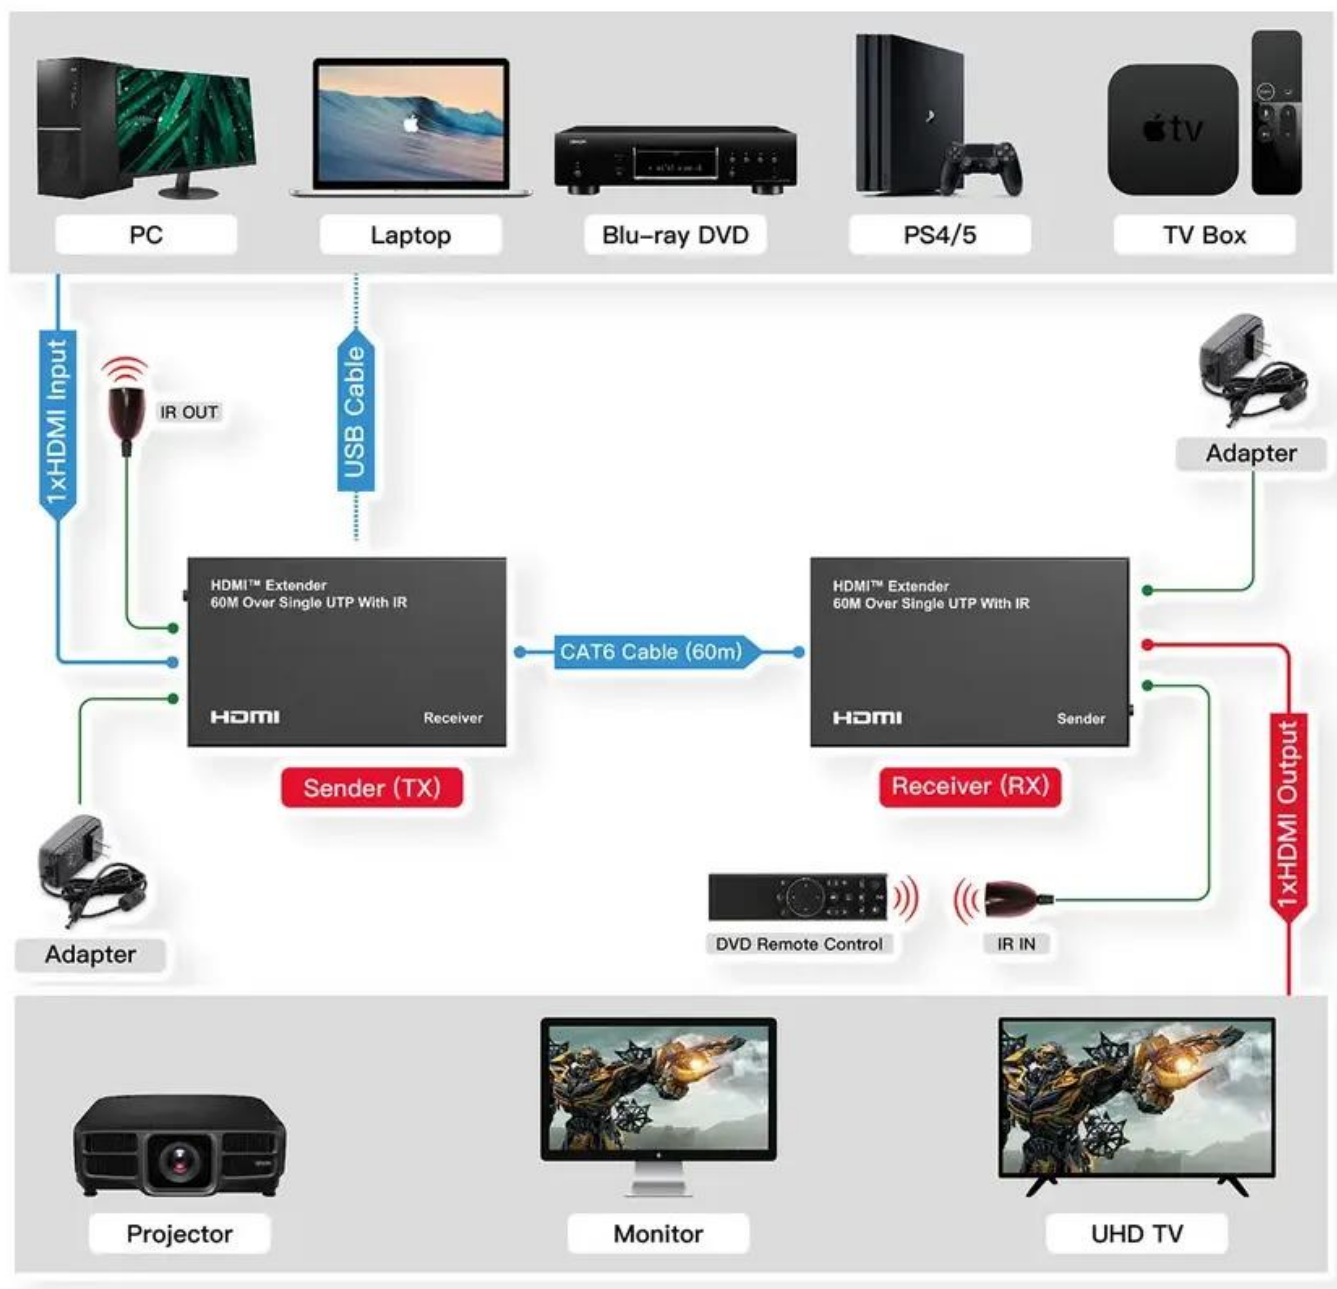 tv
PC
Laptop
Blu-ray DVD
PS4/5
TV Box
1xHDMI Input
IR OUT
USB Cable
Adapter
HDMI™ Extender
60M Over Single UTP With IR
HDMI
Receiver
Sender (TX)
CAT6 Cable (60m)
HDMI™ Extender
60M Over Single UTP With IR
HDMI
Sender
Receiver (RX)
1xHDMI Output
Adapter
DVD Remote Control
IR IN
Projector
Monitor
UHD TV